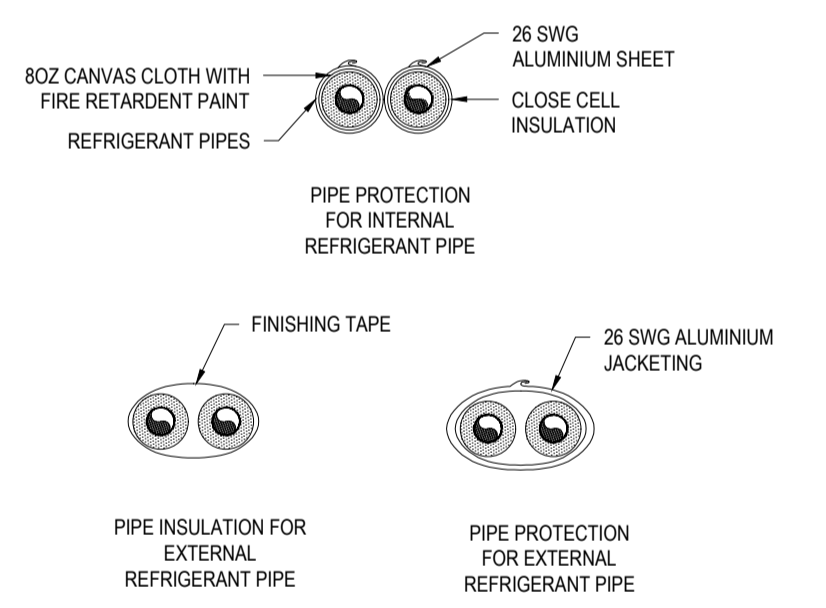 26 SWG
ALUMINIUM SHEET
8OZ CANVAS CLOTH WITH
FIRE RETARDENT PAINT
CLOSE CELL
INSULATION
REFRIGERANT PIPES
PIPE PROTECTION
FOR INTERNAL
REFRIGERANT PIPE
FINISHING TAPE
26 SWG ALUMINIUM
JACKETING
PIPE INSULATION FOR
EXTERNAL
REFRIGERANT PIPE
PIPE PROTECTION
FOR EXTERNAL
REFRIGERANT PIPE